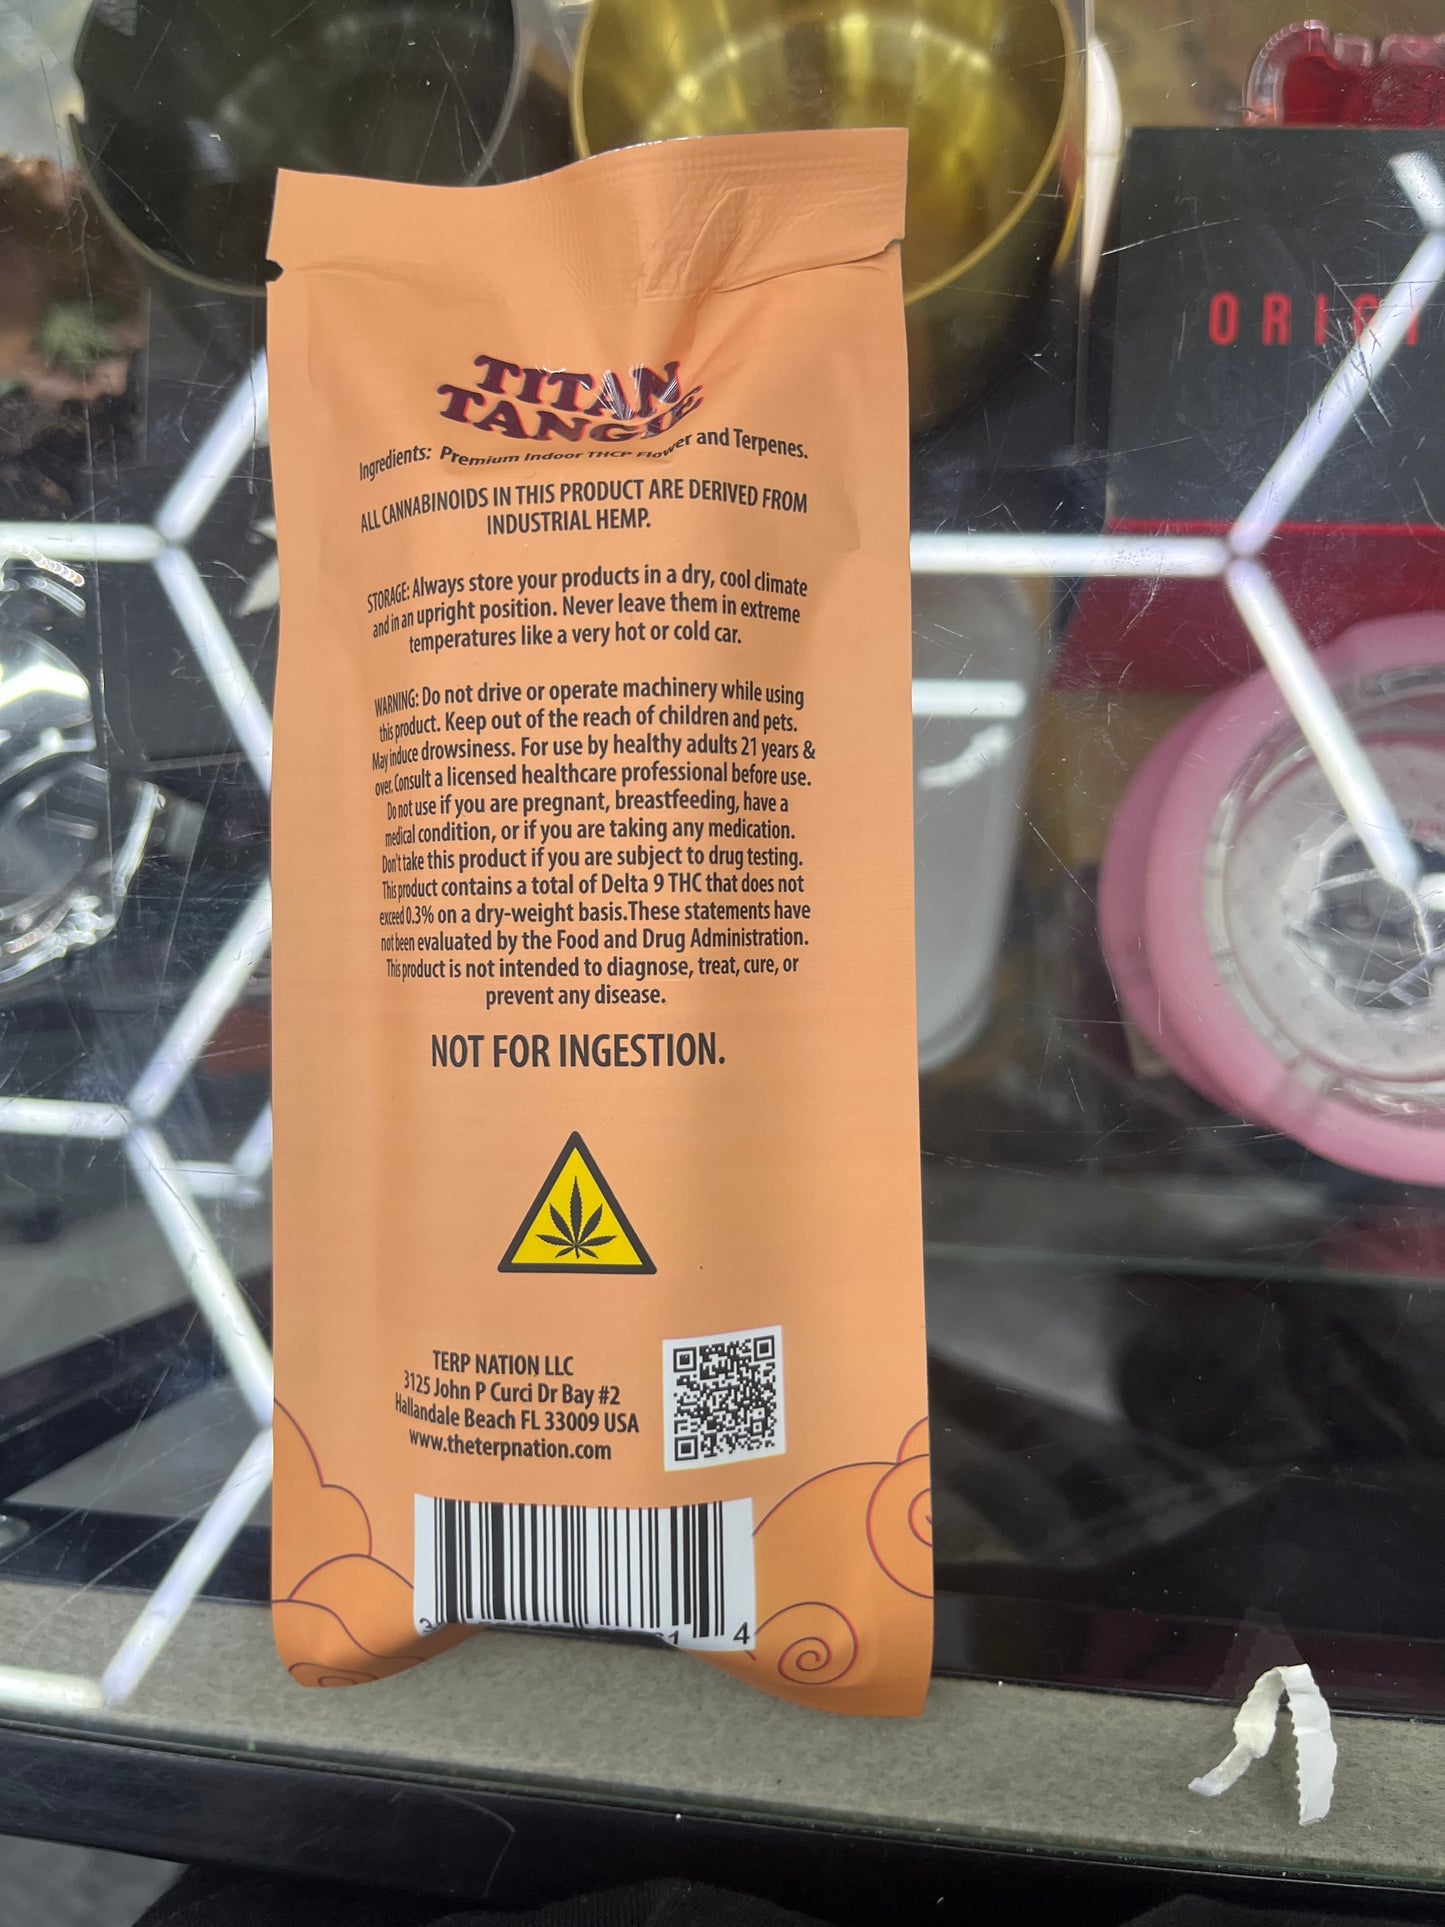 ORIGI
TITAN
TANGIE
Ingredients: Premium Indoor THCP Flower and Terpenes.
ALL CANNABINOIDS IN THIS PRODUCT ARE DERIVED FROM
INDUSTRIAL HEMP.
STORAGE: Always store your products in a dry, cool climate
and in an upright position. Never leave them in extreme
temperatures like a very hot or cold car.
WARNING: Do not drive or operate machinery while using
this product. Keep out of the reach of children and pets.
May induce drowsiness. For use by healthy adults 21 years &
over. Consult a licensed healthcare professional before use.
Do not use if you are pregnant, breastfeeding, have a
medical condition, or if you are taking any medication.
Don't take this product if you are subject to drug testing.
This product contains a total of Delta 9 THC that does not
exceed 0.3% on a dry-weight basis.These statements have
not been evaluated by the Food and Drug Administration.
This product is not intended to diagnose, treat, cure, or
prevent any disease.
NOT FOR INGESTION.
TERP NATION LLC
3125 John P Curci Dr Bay #2
Hallandale Beach FL 33009 USA
www.theterpnation.com
4